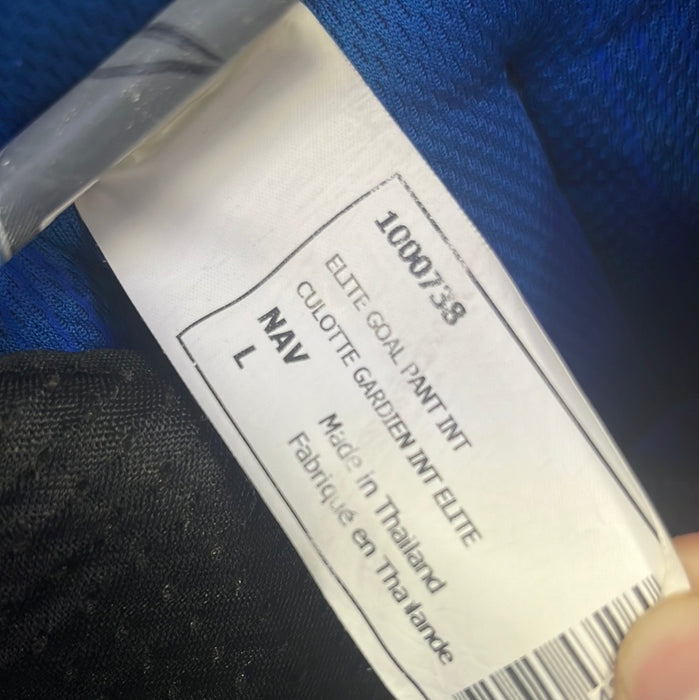 1000738
ELITE GOAL PANT INT
CULOTTE GARDIEN INT ELITE
NAV
L
Made in Thailand
Fabriqué en Thaïlande